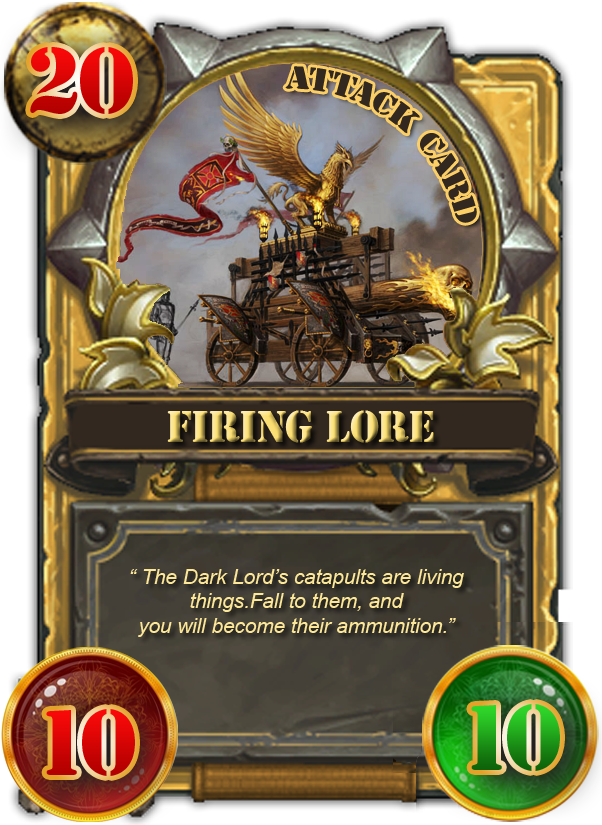 20
ATTACK CARD
FIRING LORE
“ The Dark Lord’s catapults are living
things.Fall to them, and
you will become their ammunition.”
10
10